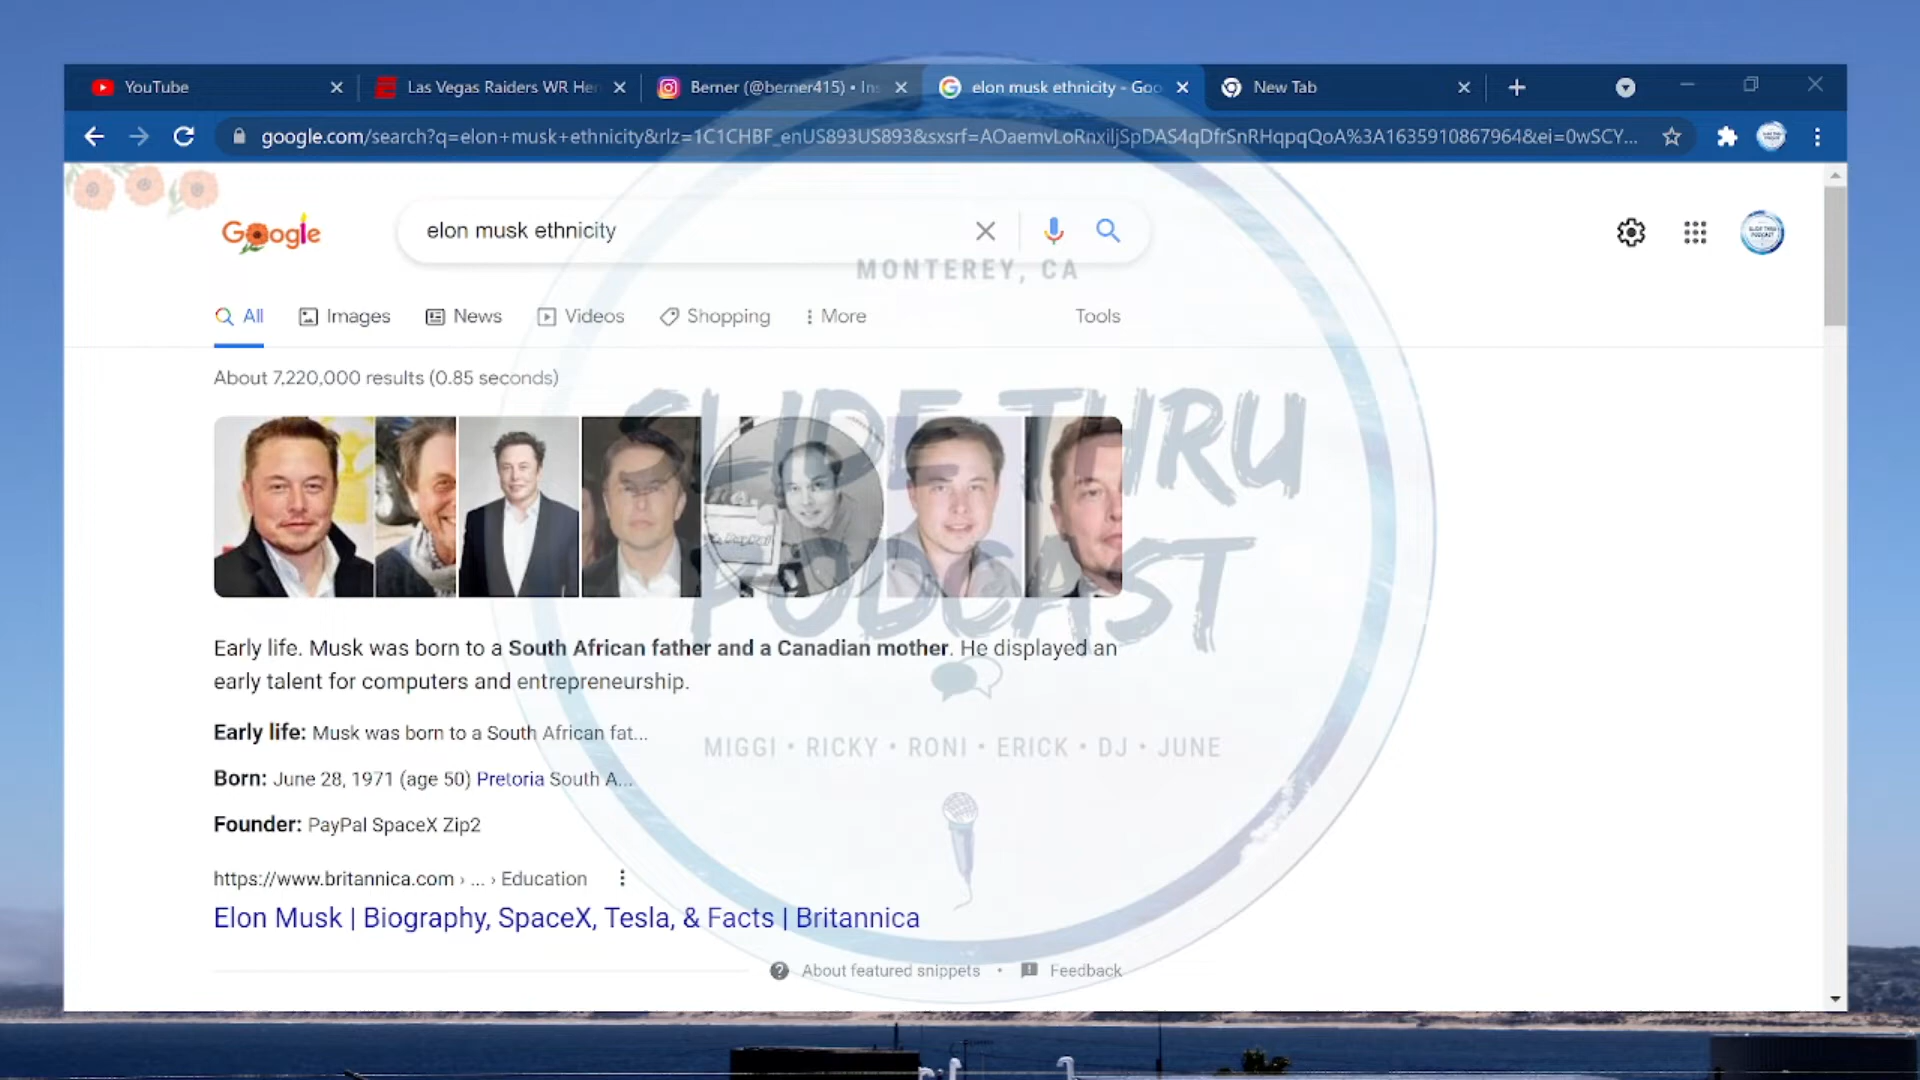 YouTube
Las Vegas Raiders WR Hen
Berner (@berner415) • In
elon musk ethnicity - Goo
New Tab
google.com/search?q=elon+musk+ethnicity&rlz=1C1CHBF_enUS893US893&sxsrf=AOaemvLoRnxiljSpDAS4qDfrSnRHqpqQoA%3A1635910867964&ei=0wSCY...
Google
elon musk ethnicity
MONTEREY, CA
All
Images
News
Videos
Shopping
More
Tools
About 7,220,000 results (0.85 seconds)
SLIDE THRU
PODCAST
Early life. Musk was born to a South African father and a Canadian mother. He displayed an
early talent for computers and entrepreneurship.
Early life: Musk was born to a South African fat...
MIGGI • RICKY • RONI • ERICK • DJ • JUNE
Born: June 28, 1971 (age 50) Pretoria South A...
Founder: PayPal SpaceX Zip2
https://www.britannica.com › ... › Education
Elon Musk | Biography, SpaceX, Tesla, & Facts | Britannica
About featured snippets • Feedback